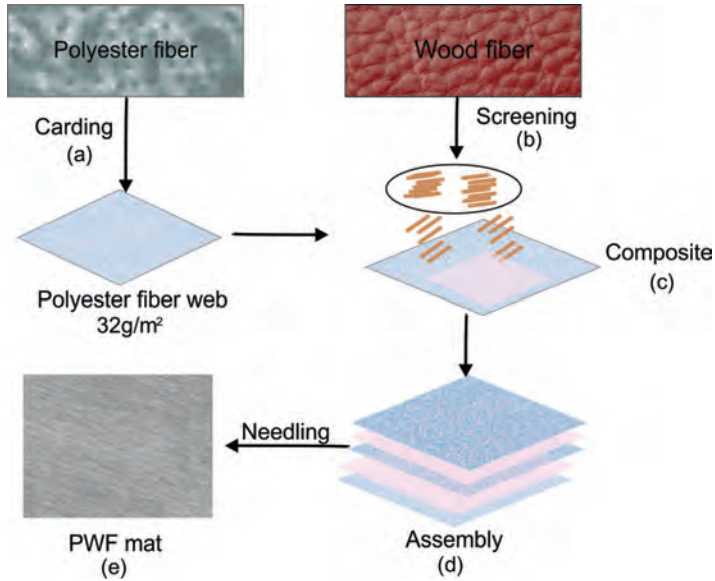 Polyester fiber
Wood fiber
Carding
(a)
Screening
(b)
Polyester fiber web
32g/m²
Composite
(c)
Needling
PWF mat
(e)
Assembly
(d)